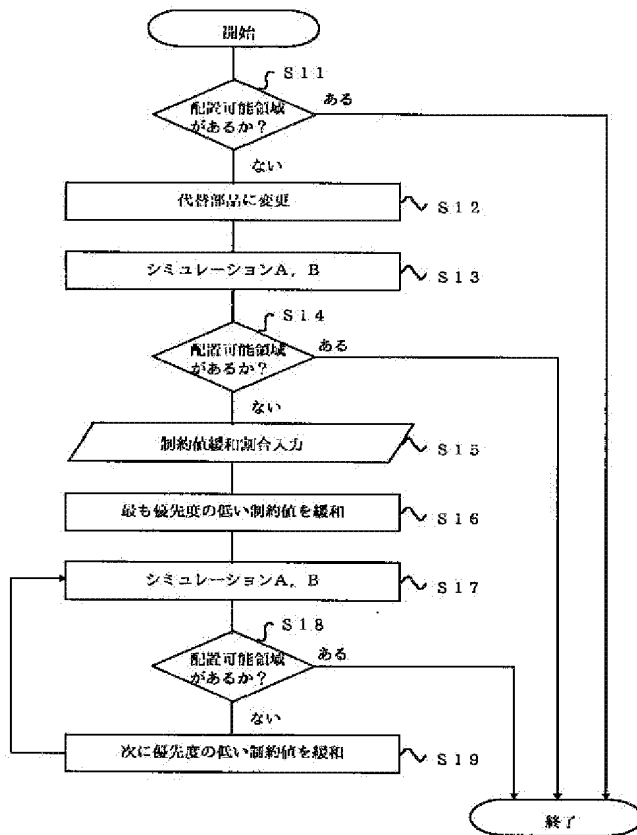 開始
S11
配置可能領域
があるか?
ある
ない
代替部品に変更
S12
シミュレーションA,B
S13
S14
配置可能領域
があるか?
ある
ない
制約値緩和割合入力
S15
最も優先度の低い制約値を緩和
S16
シミュレーションA,B
S17
S18
配置可能領域
があるか?
ある
ない
次に優先度の低い制約値を緩和
S19
終了